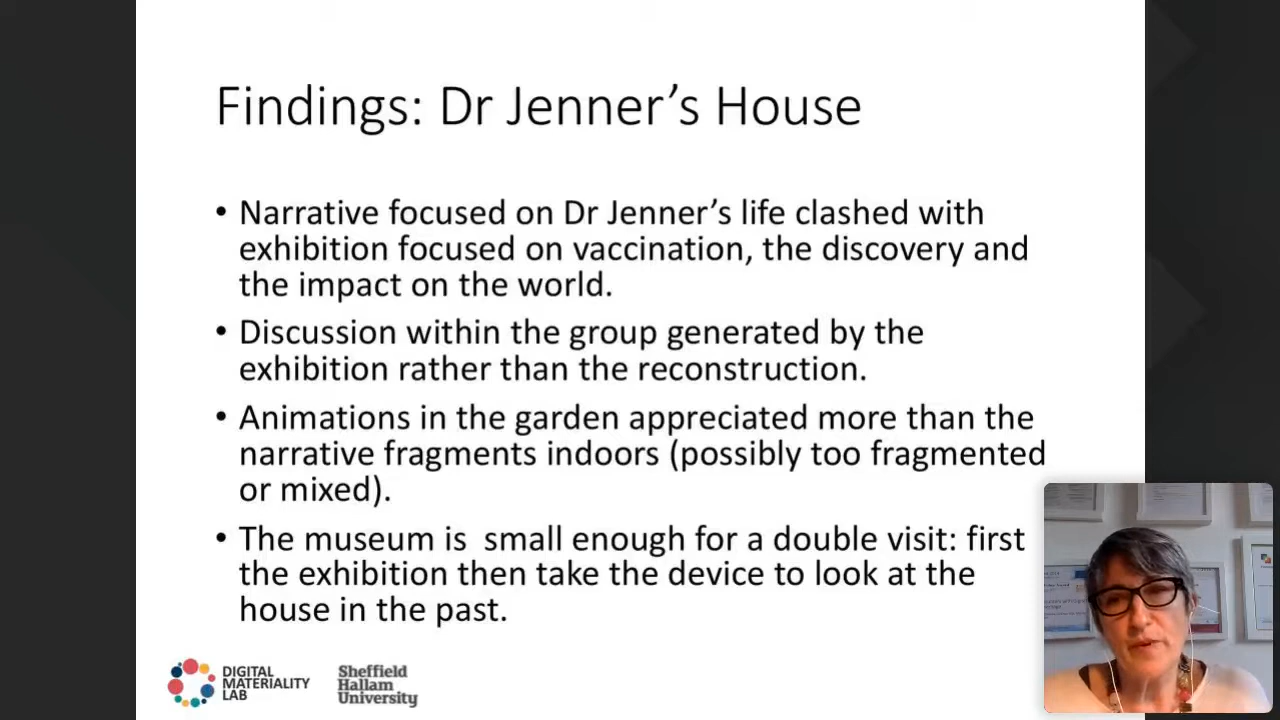 Findings: Dr Jenner’s House
• Narrative focused on Dr Jenner’s life clashed with
exhibition focused on vaccination, the discovery and
the impact on the world.
• Discussion within the group generated by the
exhibition rather than the reconstruction.
• Animations in the garden appreciated more than the
narrative fragments indoors (possibly too fragmented
or mixed).
• The museum is  small enough for a double visit: first
the exhibition then take the device to look at the
house in the past.
DIGITAL
MATERIALITY
LAB
Sheffield
Hallam
University